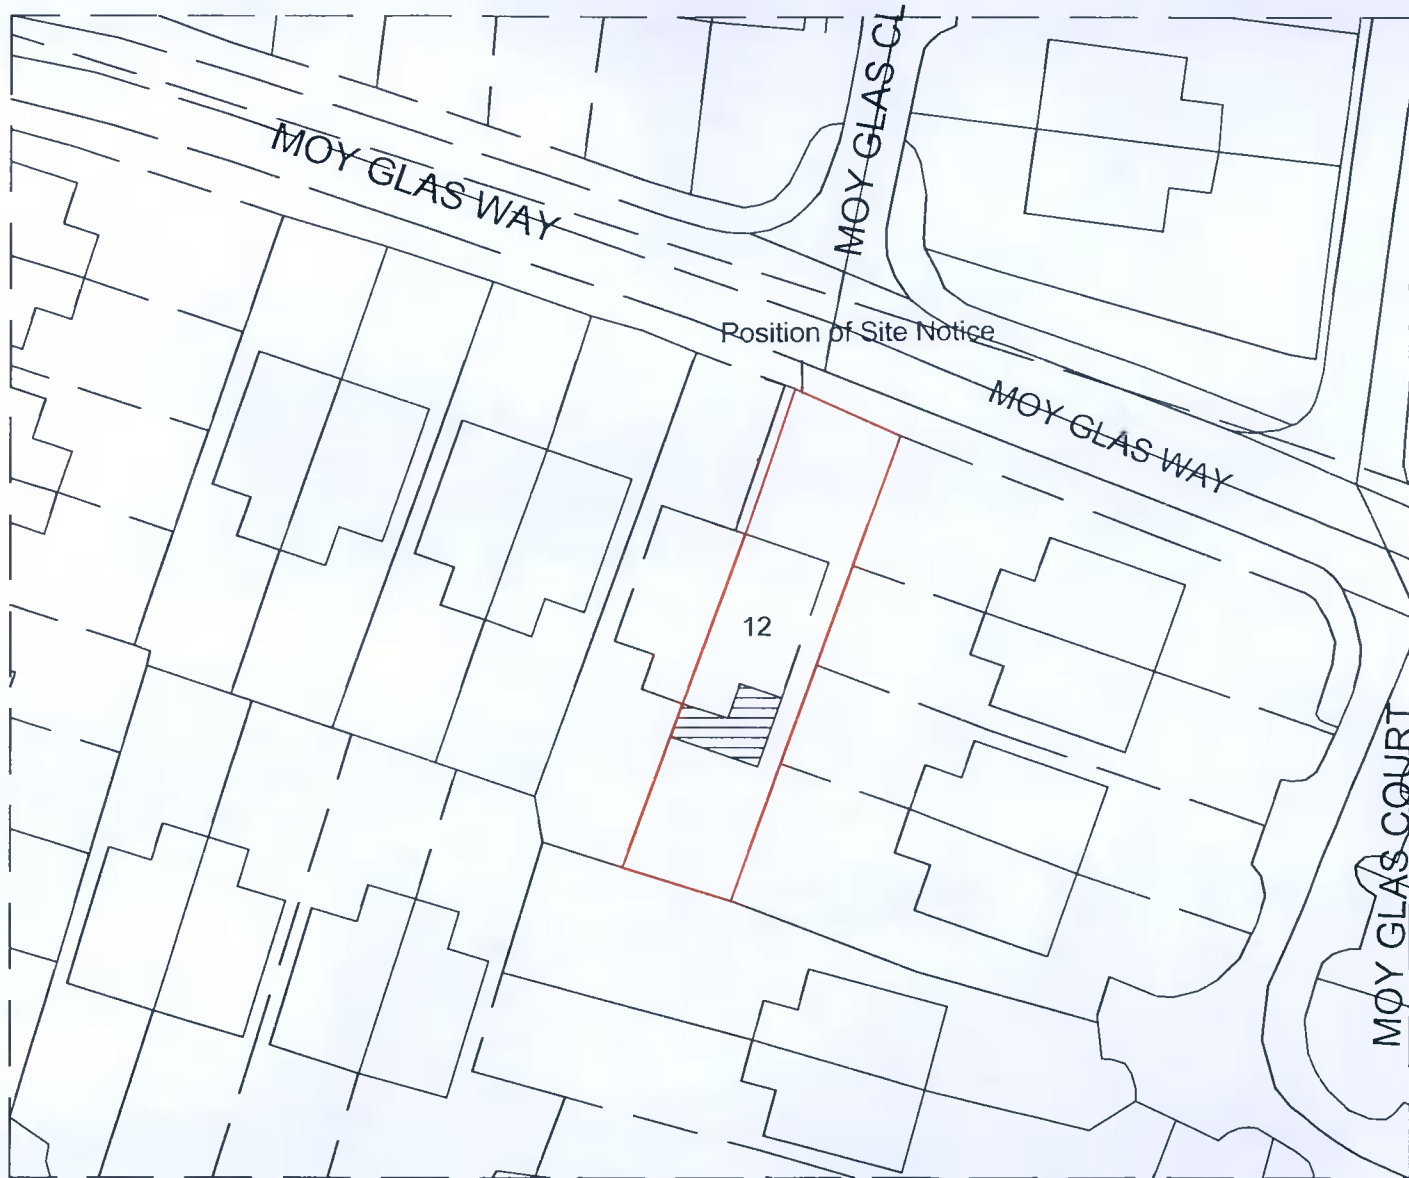 MOY GLAS CL
MOY GLAS WAY
Position of Site Notice
MOY GLAS WAY
12
MOY GLAS COURT